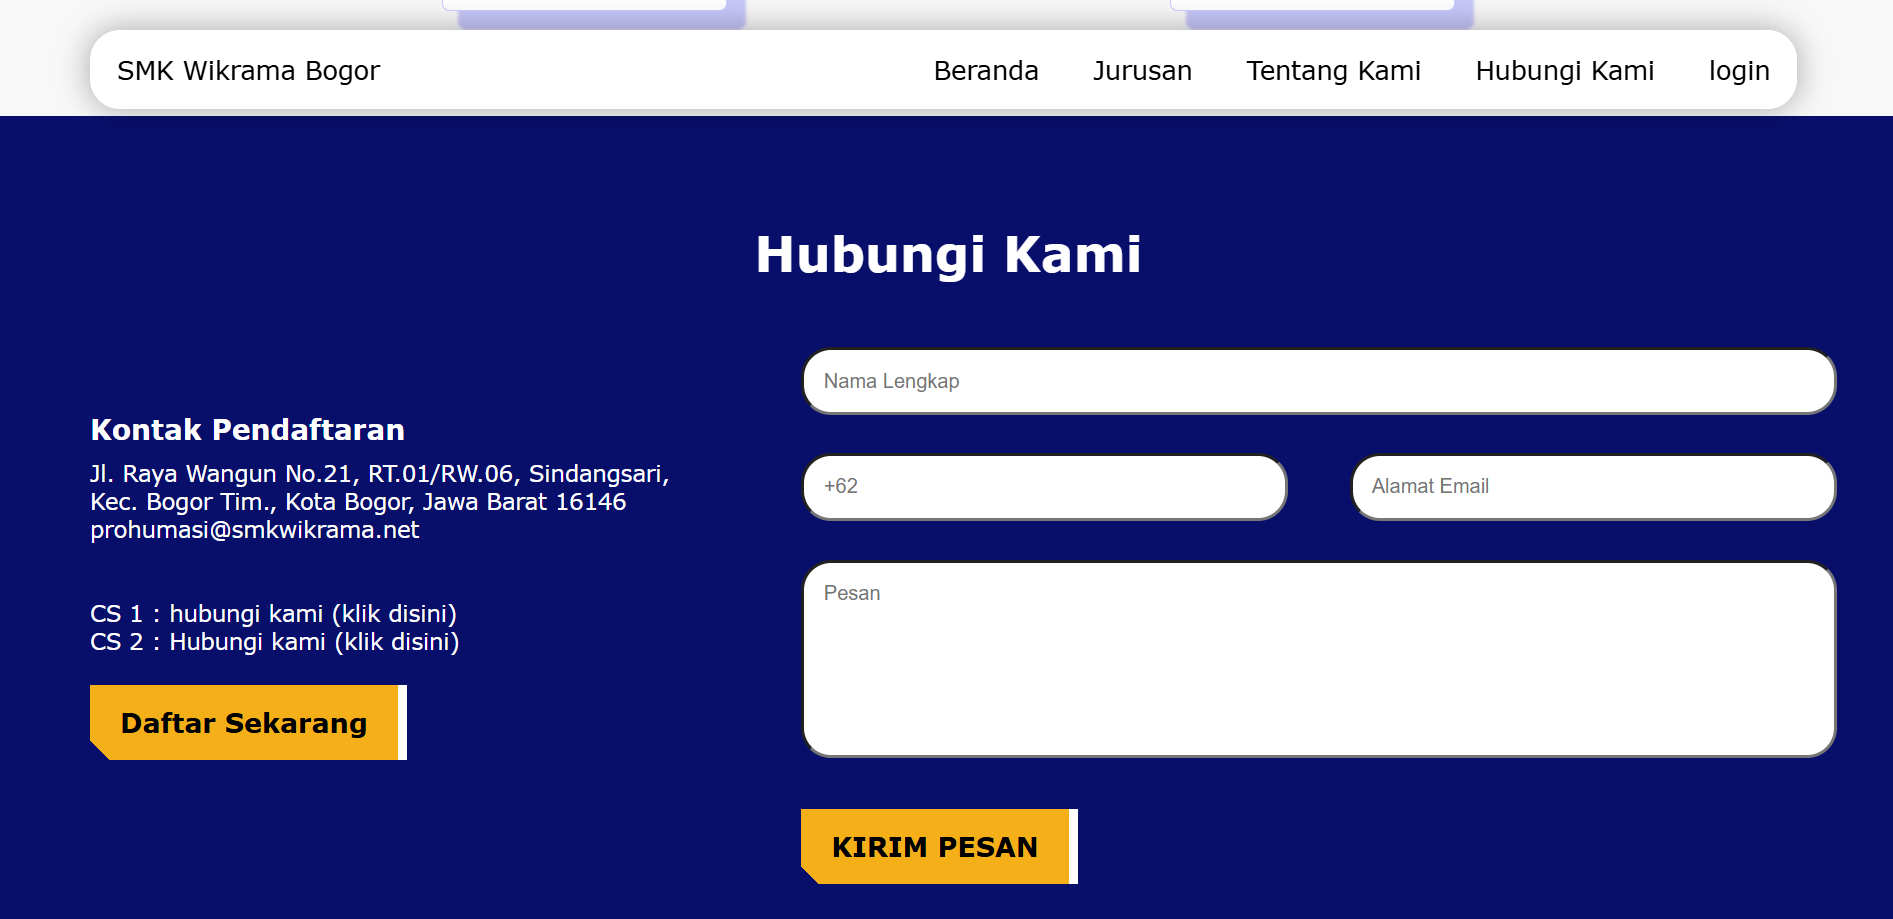 SMK Wikrama Bogor
Beranda
Jurusan
Tentang Kami
Hubungi Kami
login
Hubungi Kami
Kontak Pendaftaran
Jl. Raya Wangun No.21, RT.01/RW.06, Sindangsari,
Kec. Bogor Tim., Kota Bogor, Jawa Barat 16146
prohumasi@smkwikrama.net
CS 1 : hubungi kami (klik disini)
CS 2 : Hubungi kami (klik disini)
Daftar Sekarang
Nama Lengkap
+62
Alamat Email
Pesan
KIRIM PESAN